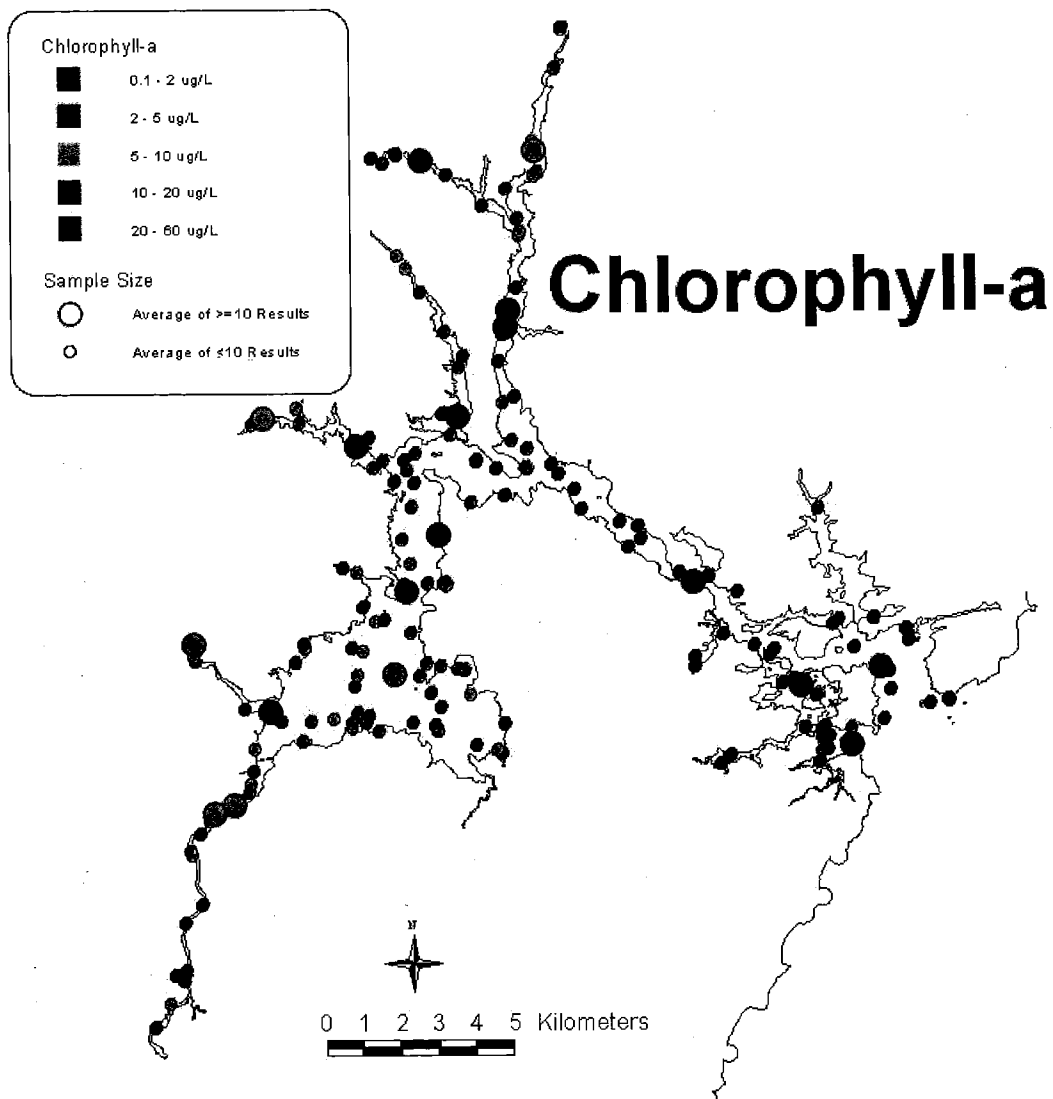 Chlorophyll-a
0.1 - 2 ug/L
2 - 5 ug/L
5 - 10 ug/L
10 - 20 ug/L
20 - 60 ug/L
Sample Size
Average of >=10 Results
Average of ≤10 Results
Chlorophyll-a
N
0 1 2 3 4 5 Kilometers